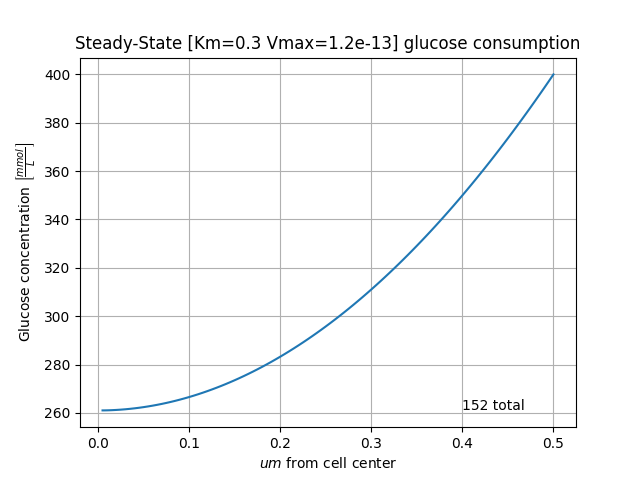 Steady-State [Km=0.3 Vmax=1.2e-13] glucose consumption
400
380
360
340
320
300
280
260
Glucose concentration [mmol/L]
152 total
0.0 0.1 0.2 0.3 0.4 0.5
um from cell center